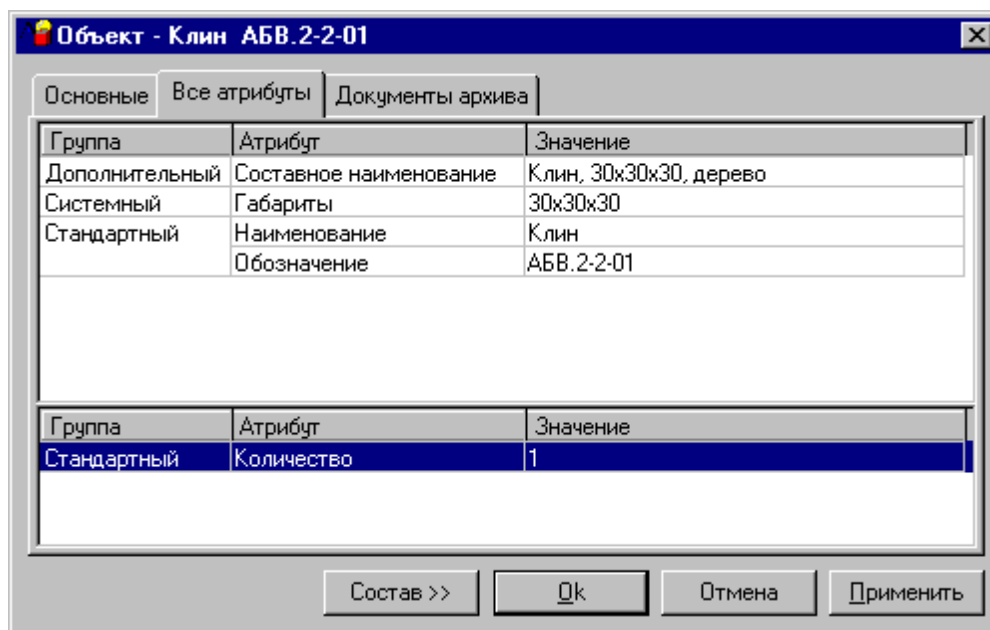 Объект - Клин АБВ.2-2-01
Основные Все атрибуты Документы архива
Группа Атрибут Значение
Дополнительный Составное наименование Клин, 30x30x30, дерево
Системный Габариты 30x30x30
Стандартный Наименование Клин
Обозначение АБВ.2-2-01
Группа Атрибут Значение
Стандартный Количество 1
Состав >> Ok Отмена Применить